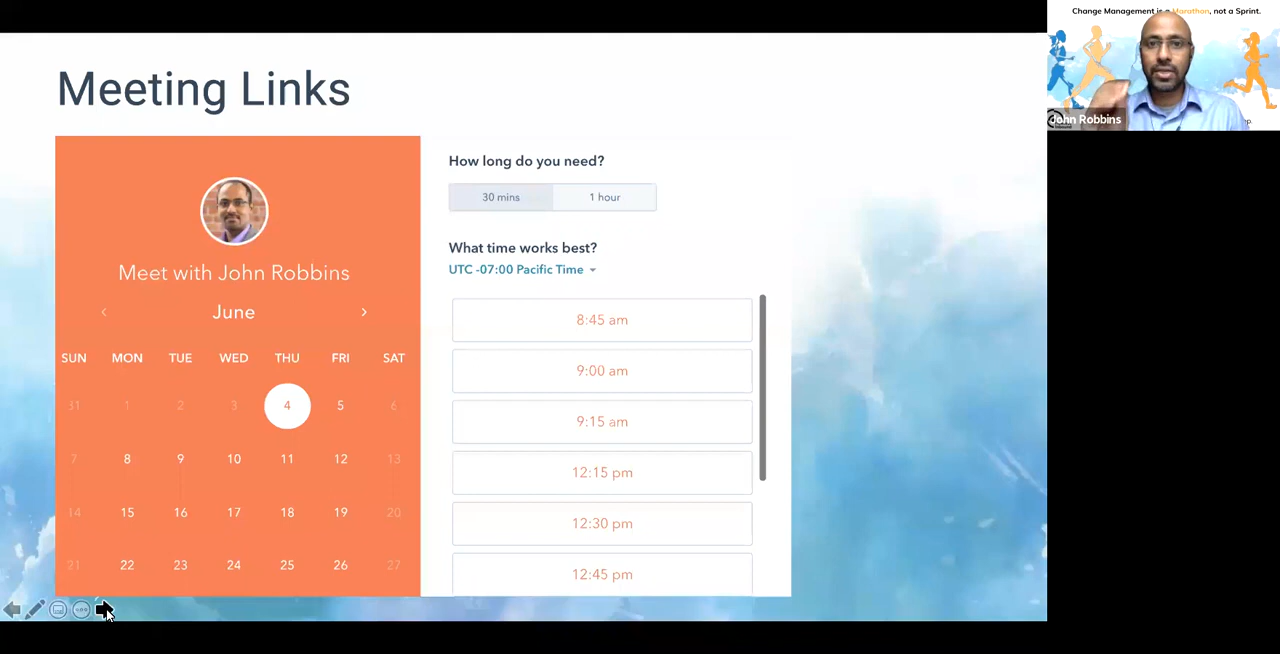 Meeting Links
Meet with John Robbins
June
SUN MON TUE WED THU FRI SAT
31 1 2 3 4 5 6
7 8 9 10 11 12 13
14 15 16 17 18 19 20
21 22 23 24 25 26 27
How long do you need?
30 mins 1 hour
What time works best?
UTC -07:00 Pacific Time
8:45 am
9:00 am
9:15 am
12:15 pm
12:30 pm
12:45 pm
Change Management is a Marathon, not a Sprint.
John Robbins